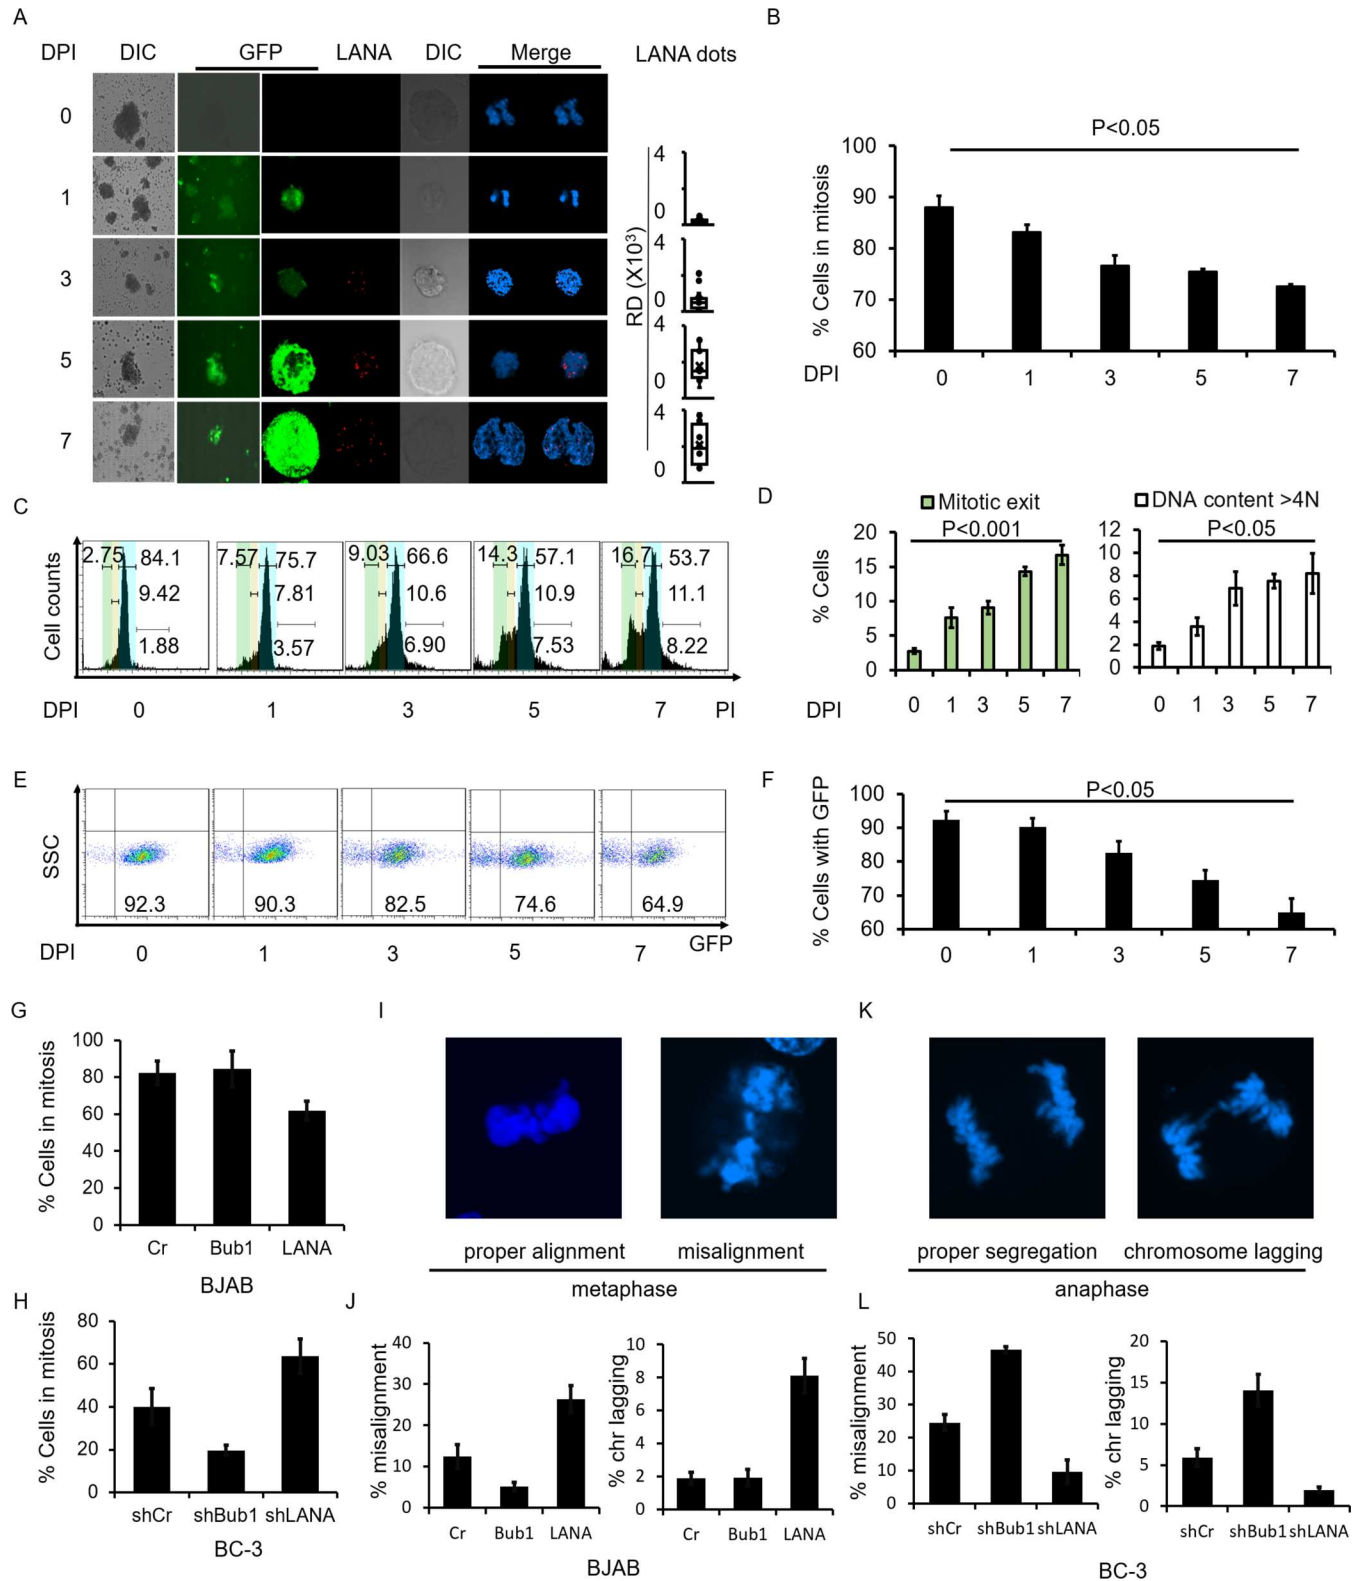 A
DPI DIC GFP LANA DIC Merge LANA dots
0
1
3
5
7
RD (X10³)
4
0
4
0
4
0
4
0
B
P<0.05
% Cells in mitosis
100
90
80
70
60
DPI 0 1 3 5 7
C
Cell counts
2.75 84.1
9.42
1.88
7.57 75.7
7.81
3.57
9.03 66.6
10.6
6.90
14.3 57.1
10.9
7.53
16.7 53.7
11.1
8.22
DPI 0 1 3 5 7 PI
D
Mitotic exit
P<0.001
% Cells
20
15
10
5
0
DPI 0 1 3 5 7
DNA content >4N
P<0.05
12
10
8
6
4
2
0
0 1 3 5 7
E
SSC
92.3 90.3 82.5 74.6 64.9
GFP
DPI 0 1 3 5 7
F
P<0.05
% Cells with GFP
100
90
80
70
60
0 1 3 5 7
G
% Cells in mitosis
100
80
60
40
20
0
Cr Bub1 LANA
BJAB
H
% Cells in mitosis
80
60
40
20
0
shCr shBub1 shLANA
BC-3
I
proper alignment misalignment
metaphase
J
% misalignment
40
30
20
10
0
Cr Bub1 LANA
% chr lagging
10
8
6
4
2
0
Cr Bub1 LANA
BJAB
K
proper segregation chromosome lagging
anaphase
L
% misalignment
50
40
30
20
10
0
shCr shBub1 shLANA
% chr lagging
20
15
10
5
0
shCr shBub1 shLANA
BC-3